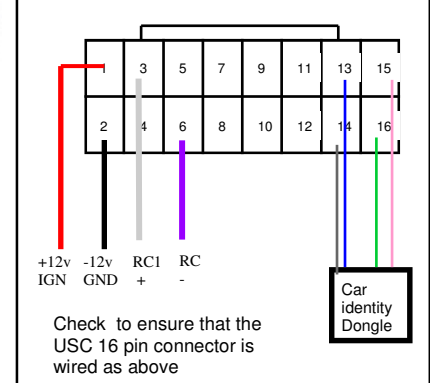 1 3 5 7 9 11 13 15
2 4 6 8 10 12 14 16
+12v -12v RC1 RC
IGN GND + -
Car
identity
Dongle
Check to ensure that the
USC 16 pin connector is
wired as above